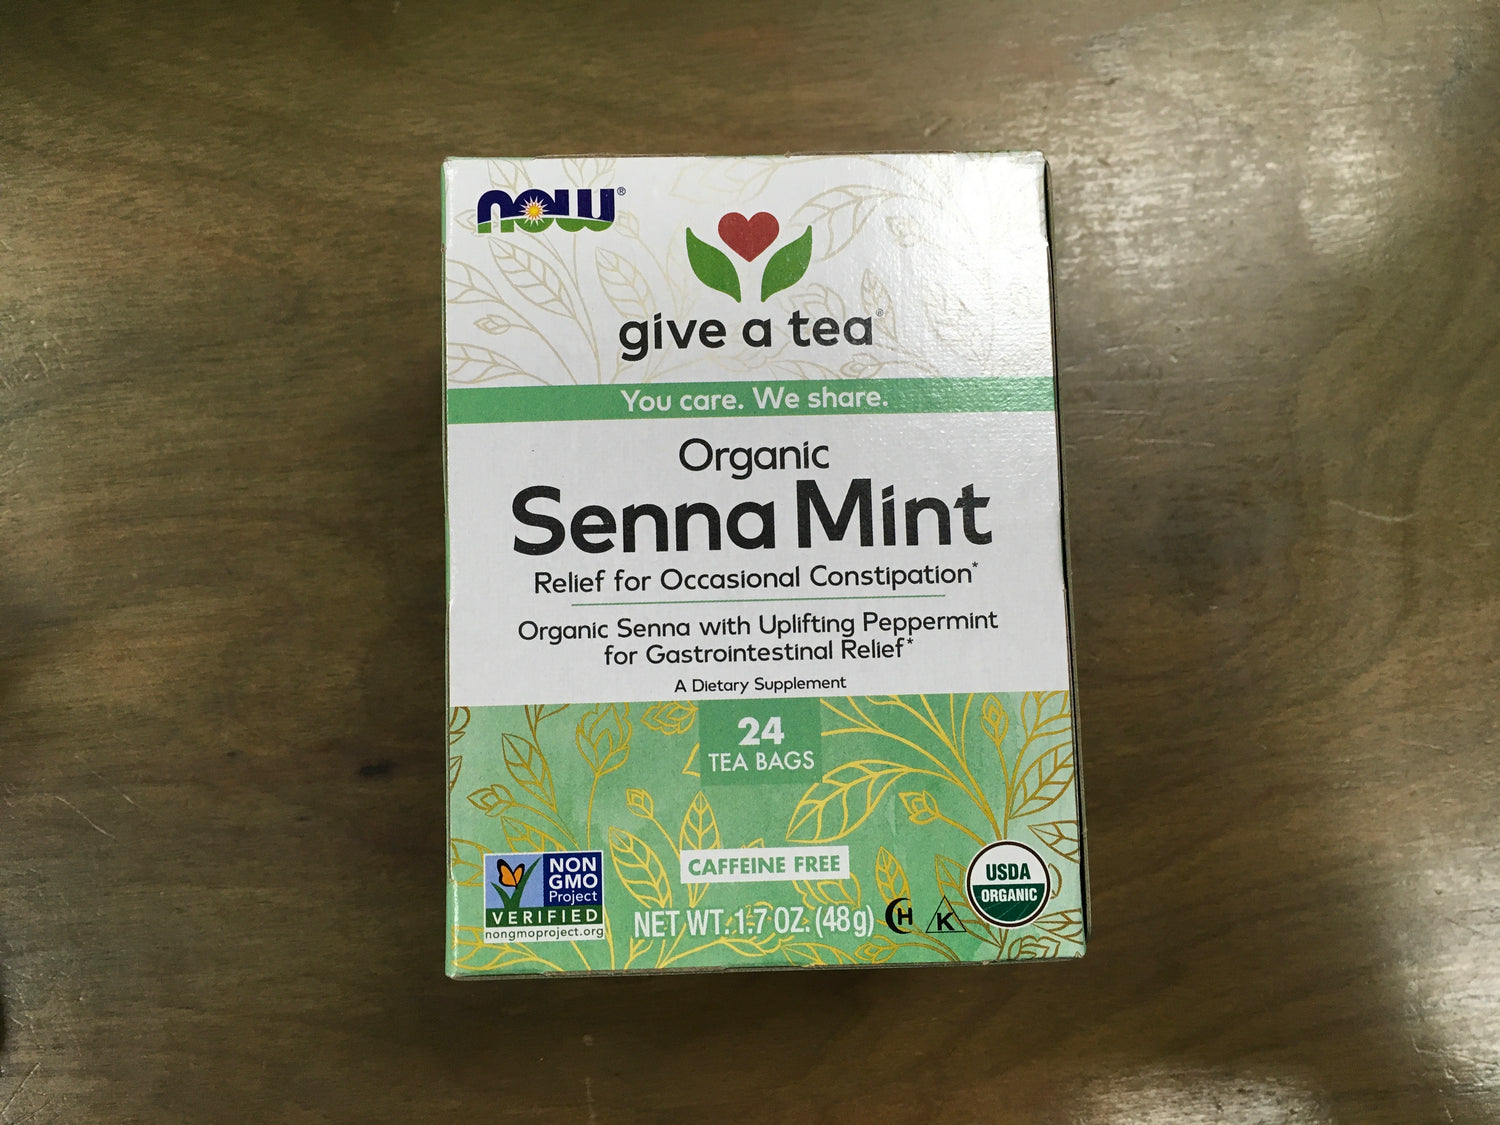 now®
give a tea®
You care. We share.
Organic
Senna Mint
Relief for Occasional Constipation*
Organic Senna with Uplifting Peppermint
for Gastrointestinal Relief*
A Dietary Supplement
24
TEA BAGS
CAFFEINE FREE
NON
GMO
Project
VERIFIED
nongmoproject.org
NET WT. 1.7 OZ. (48g)
H
K
USDA
ORGANIC